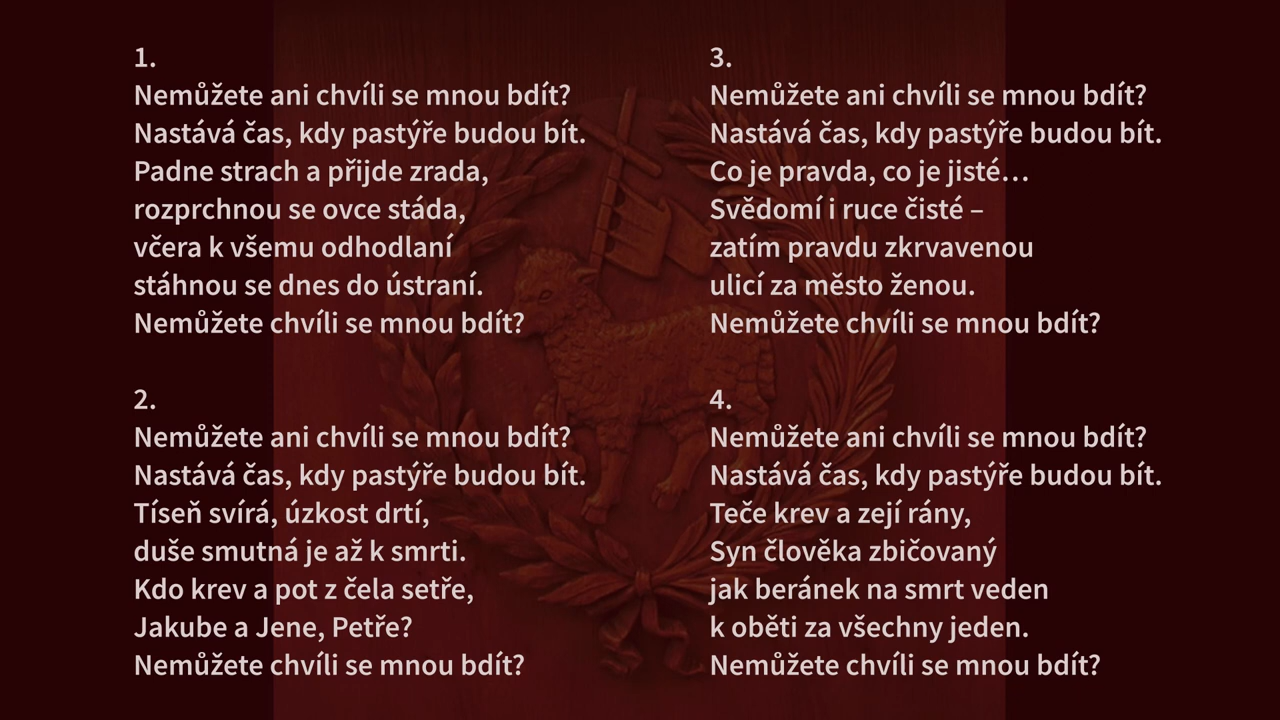 1.
Nemůžete ani chvíli se mnou bdít?
Nastává čas, kdy pastýře budou bít.
Padne strach a přijde zrada,
rozprchnou se ovce stáda,
včera k všemu odhodlaní
stáhnou se dnes do ústraní.
Nemůžete chvíli se mnou bdít?

2.
Nemůžete ani chvíli se mnou bdít?
Nastává čas, kdy pastýře budou bít.
Tíseň svírá, úzkost drtí,
duše smutná je až k smrti.
Kdo krev a pot z čela setře,
Jakube a Jene, Petře?
Nemůžete chvíli se mnou bdít?

3.
Nemůžete ani chvíli se mnou bdít?
Nastává čas, kdy pastýře budou bít.
Co je pravda, co je jisté…
Svědomí i ruce čisté –
zatím pravdu zkrvavenou
ulicí za město ženou.
Nemůžete chvíli se mnou bdít?

4.
Nemůžete ani chvíli se mnou bdít?
Nastává čas, kdy pastýře budou bít.
Teče krev a zejí rány,
Syn člověka zbičovaný
jak beránek na smrt veden
k oběti za všechny jeden.
Nemůžete chvíli se mnou bdít?